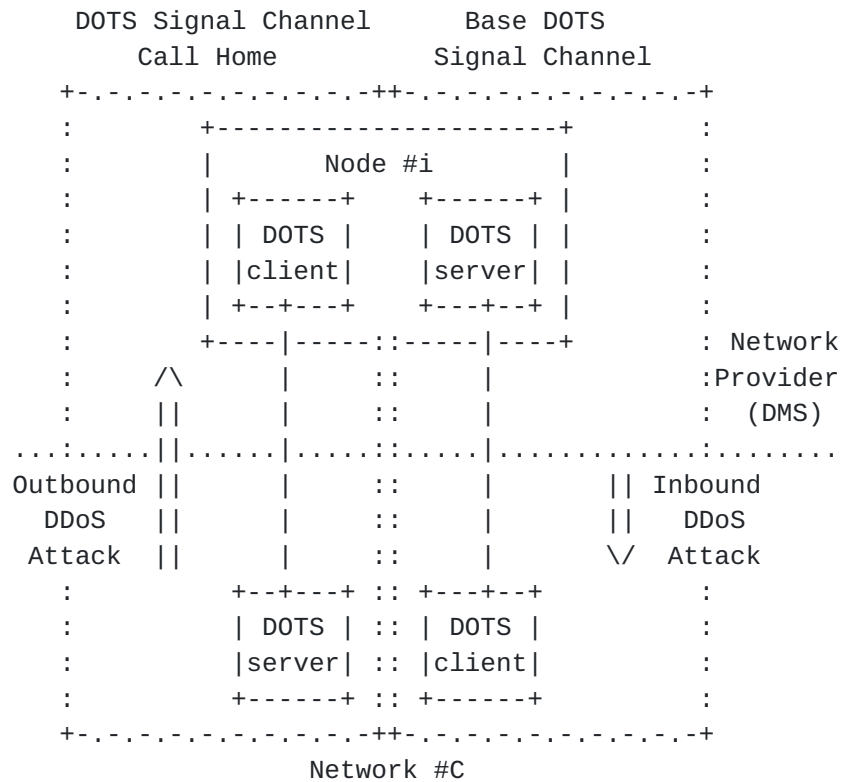 DOTS Signal Channel Base DOTS
Call Home Signal Channel
Node #i
DOTS DOTS
client server
Network
Provider
(DMS)
Outbound Inbound
DDoS DDoS
Attack Attack
DOTS DOTS
server client
Network #C